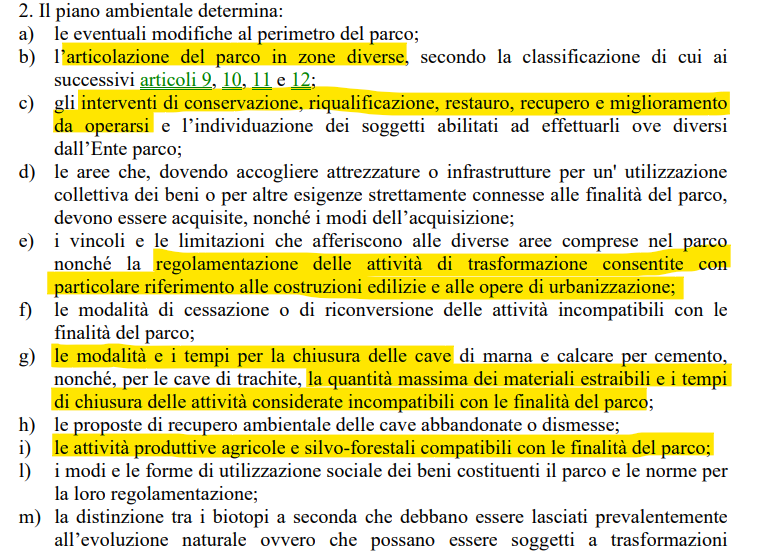 2. Il piano ambientale determina:
a) le eventuali modifiche al perimetro del parco;
b) l’articolazione del parco in zone diverse, secondo la classificazione di cui ai
successivi articoli 9, 10, 11 e 12;
c) gli interventi di conservazione, riqualificazione, restauro, recupero e miglioramento
da operarsi e l’individuazione dei soggetti abilitati ad effettuarli ove diversi
dall’Ente parco;
d) le aree che, dovendo accogliere attrezzature o infrastrutture per un' utilizzazione
collettiva dei beni o per altre esigenze strettamente connesse alle finalità del parco,
devono essere acquisite, nonché i modi dell’acquisizione;
e) i vincoli e le limitazioni che afferiscono alle diverse aree comprese nel parco
nonché la regolamentazione delle attività di trasformazione consentite con
particolare riferimento alle costruzioni edilizie e alle opere di urbanizzazione;
f) le modalità di cessazione o di riconversione delle attività incompatibili con le
finalità del parco;
g) le modalità e i tempi per la chiusura delle cave di marna e calcare per cemento,
nonché, per le cave di trachite, la quantità massima dei materiali estraibili e i tempi
di chiusura delle attività considerate incompatibili con le finalità del parco;
h) le proposte di recupero ambientale delle cave abbandonate o dismesse;
i) le attività produttive agricole e silvo-forestali compatibili con le finalità del parco;
l) i modi e le forme di utilizzazione sociale dei beni costituenti il parco e le norme per
la loro regolamentazione;
m) la distinzione tra i biotopi a seconda che debbano essere lasciati prevalentemente
all’evoluzione naturale ovvero che possano essere soggetti a trasformazioni